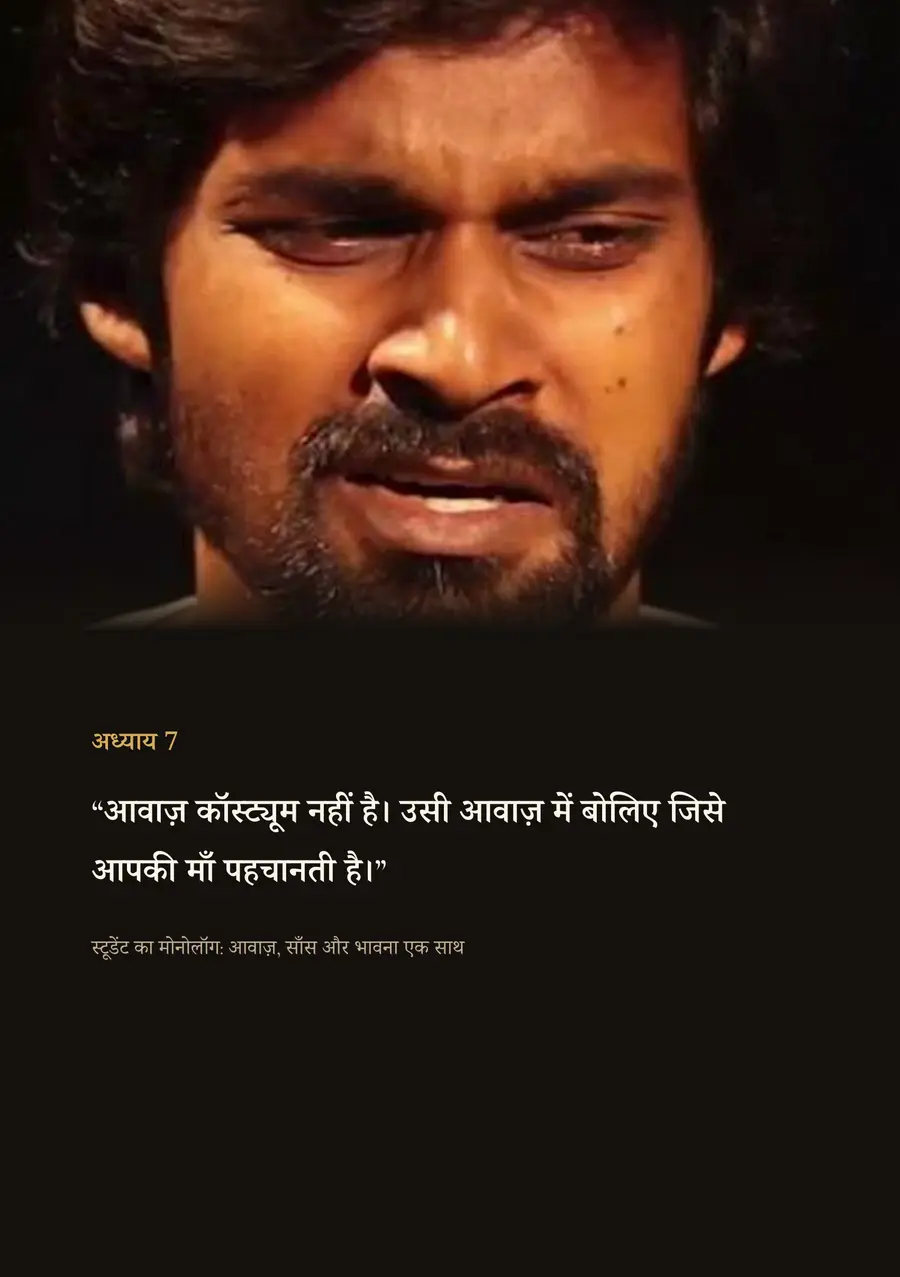 अध्याय 7
“आवाज़ कॉस्ट्यूम नहीं है। उसी आवाज़ में बोलिए जिसे
आपकी माँ पहचानती है।”
स्टूडेंट का मोनोलॉग: आवाज़, साँस और भावना एक साथ